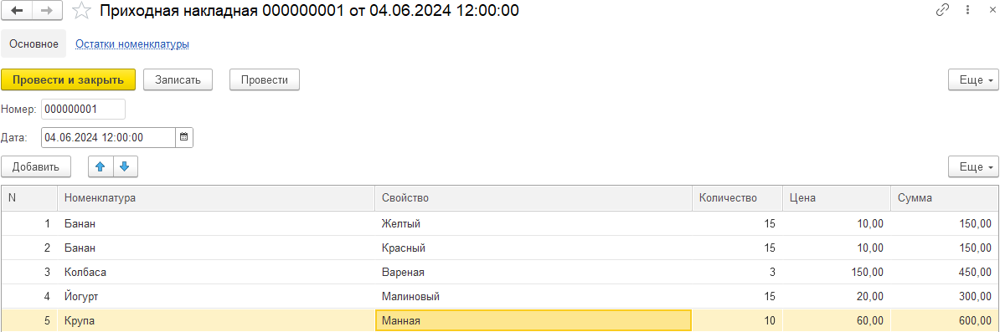 Приходная накладная 000000001 от 04.06.2024 12:00:00
Основное Остатки номенклатуры
Провести и закрыть Записать Провести Еще
Номер: 000000001
Дата: 04.06.2024 12:00:00
Добавить Еще
N Номенклатура Свойство Количество Цена Сумма
1 Банан Желтый 15 10,00 150,00
2 Банан Красный 15 10,00 150,00
3 Колбаса Вареная 3 150,00 450,00
4 Йогурт Малиновый 15 20,00 300,00
5 Крупа Манная 10 60,00 600,00